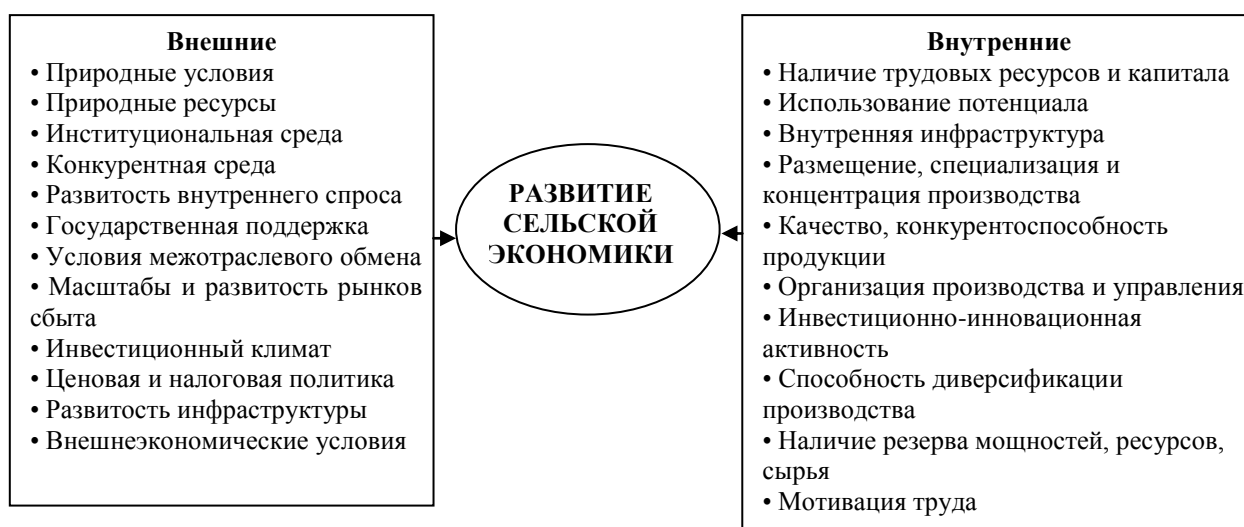 Внешние
• Природные условия
• Природные ресурсы
• Институциональная среда
• Конкурентная среда
• Развитость внутреннего спроса
• Государственная поддержка
• Условия межотраслевого обмена
• Масштабы и развитость рынков
сбыта
• Инвестиционный климат
• Ценовая и налоговая политика
• Развитость инфраструктуры
• Внешнеэкономические условия
РАЗВИТИЕ
СЕЛЬСКОЙ
ЭКОНОМИКИ
Внутренние
• Наличие трудовых ресурсов и капитала
• Использование потенциала
• Внутренняя инфраструктура
• Размещение, специализация и
концентрация производства
• Качество, конкурентоспособность
продукции
• Организация производства и управления
• Инвестиционно-инновационная
активность
• Способность диверсификации
производства
• Наличие резерва мощностей, ресурсов,
сырья
• Мотивация труда